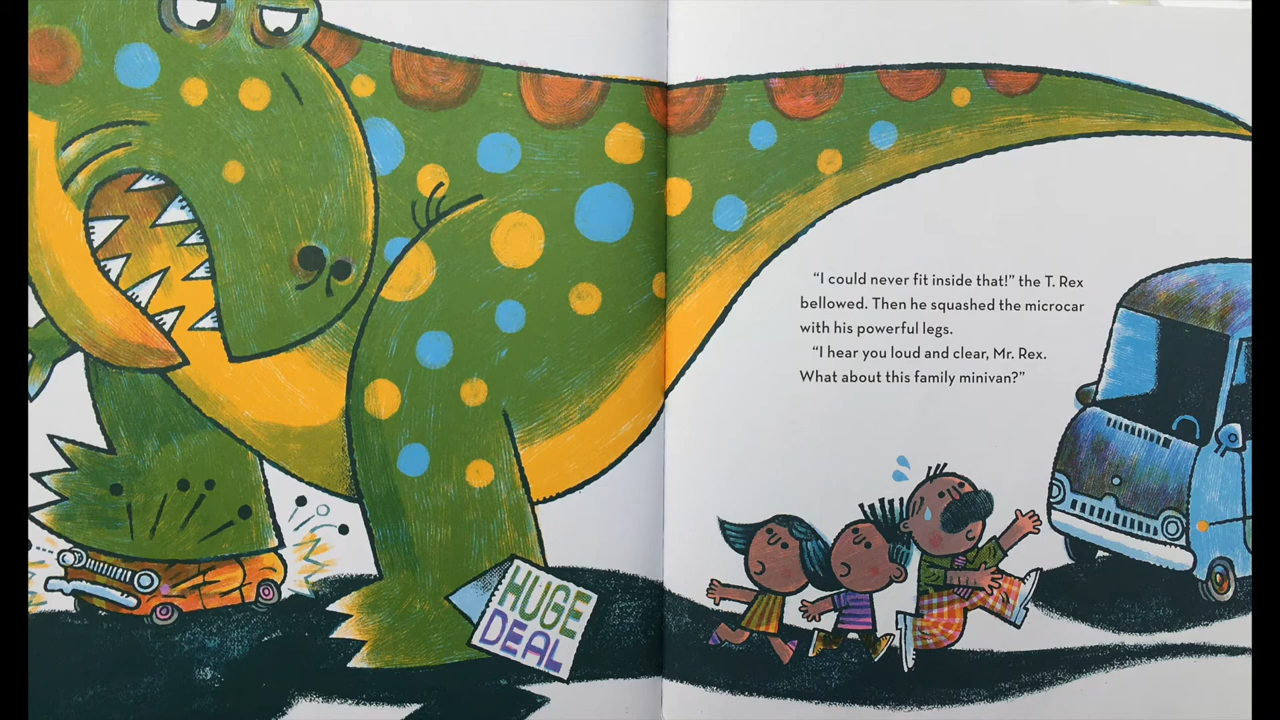 HUGE
DEAL
“I could never fit inside that!” the T. Rex
bellowed. Then he squashed the microcar
with his powerful legs.
“I hear you loud and clear, Mr. Rex.
What about this family minivan?”